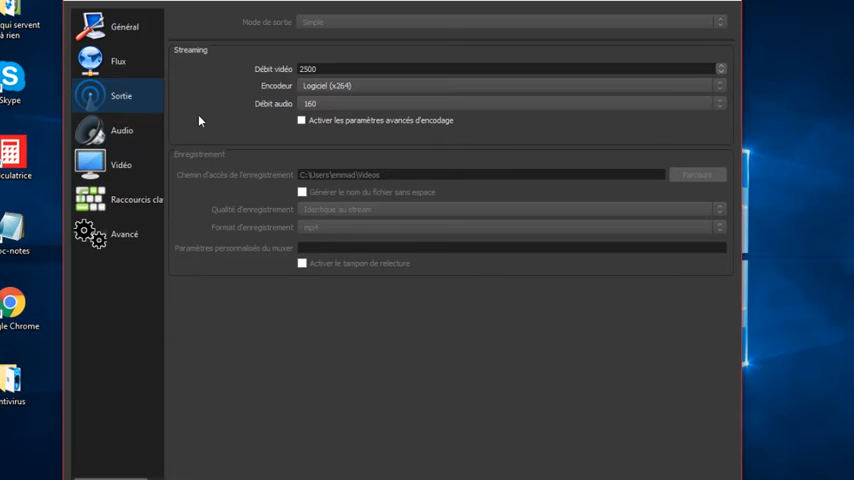 qui servent
à rien
Skype
culatrice
oc-notes
gle Chrome
ntivirus
Général
Flux
Sortie
Audio
Vidéo
Raccourcis cla
Avancé
Mode de sortie Simple
Streaming
Débit vidéo 2500
Encodeur Logiciel (x264)
Débit audio 160
Activer les paramètres avancés d'encodage
Enregistrement
Chemin d'accès de l'enregistrement C:\Users\emmad\Videos Parcourir
Générer le nom du fichier sans espace
Qualité d'enregistrement Identique au stream
Format d'enregistrement mp4
Paramètres personnalisés du muxer
Activer le tampon de relecture